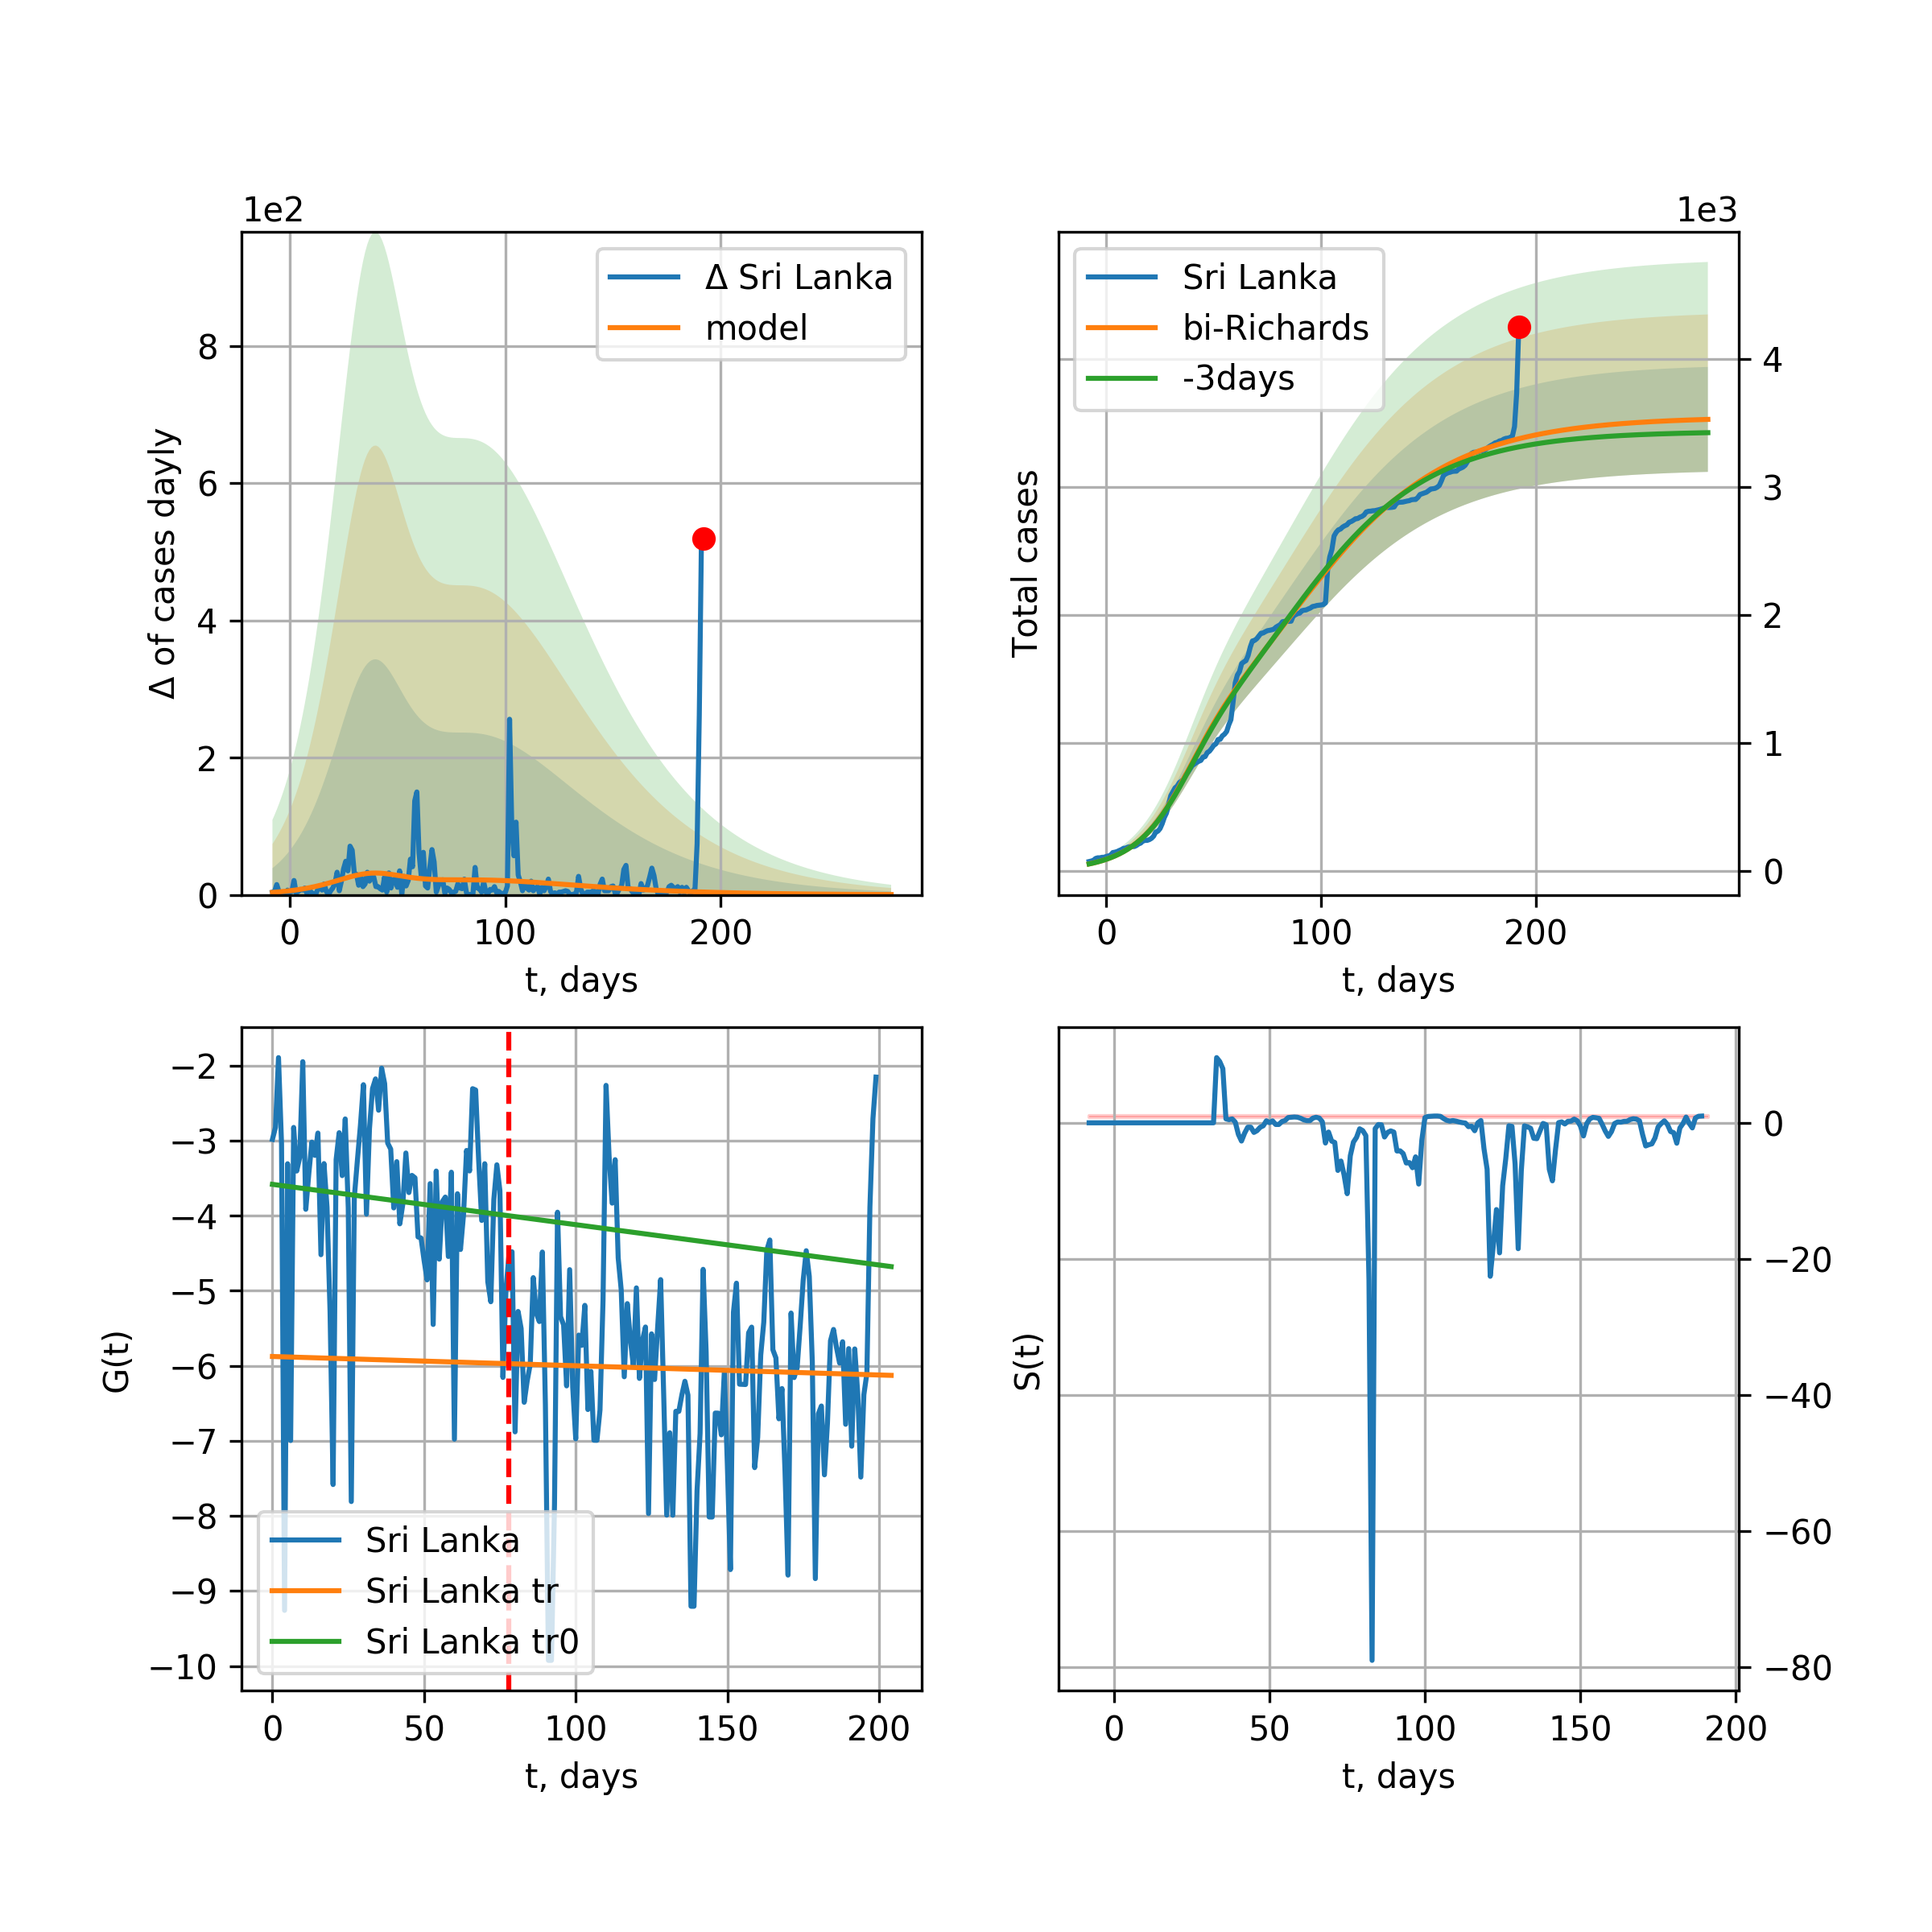 1e2
Δ of cases dayly
8
6
4
2
0
Δ Sri Lanka
model
0 100 200
t, days
1e3
Total cases
Sri Lanka
bi-Richards
-3days
4
3
2
1
0
0 100 200
t, days
G(t)
−2
−3
−4
−5
−6
−7
−8
−9
−10
Sri Lanka
Sri Lanka tr
Sri Lanka tr0
0 50 100 150 200
t, days
S(t)
0
−20
−40
−60
−80
0 50 100 150 200
t, days